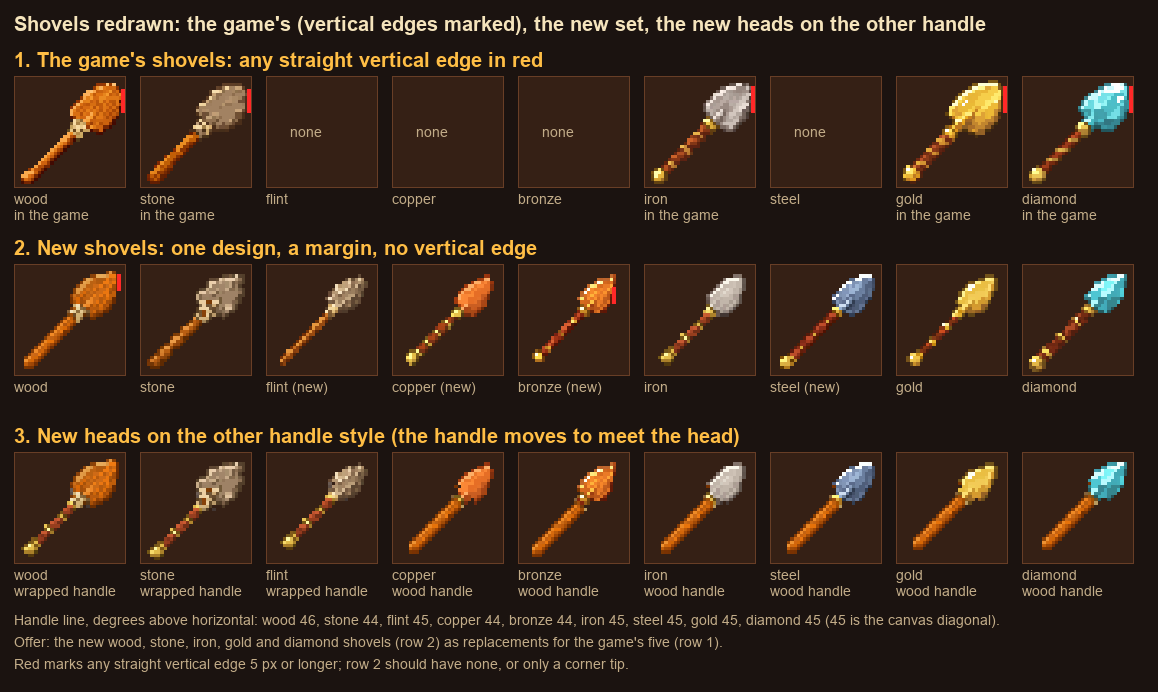 Shovels redrawn: the game's (vertical edges marked), the new set, the new heads on the other handle
1. The game's shovels: any straight vertical edge in red
none none none none
wood stone flint copper bronze iron steel gold diamond
in the game in the game in the game in the game in the game
2. New shovels: one design, a margin, no vertical edge
wood stone flint (new) copper (new) bronze (new) iron steel (new) gold diamond
3. New heads on the other handle style (the handle moves to meet the head)
wood stone flint copper bronze iron steel gold diamond
wrapped handle wrapped handle wrapped handle wood handle wood handle wood handle wood handle wood handle wood handle
Handle line, degrees above horizontal: wood 46, stone 44, flint 45, copper 44, bronze 44, iron 45, steel 45, gold 45, diamond 45 (45 is the canvas diagonal).
Offer: the new wood, stone, iron, gold and diamond shovels (row 2) as replacements for the game's five (row 1).
Red marks any straight vertical edge 5 px or longer; row 2 should have none, or only a corner tip.